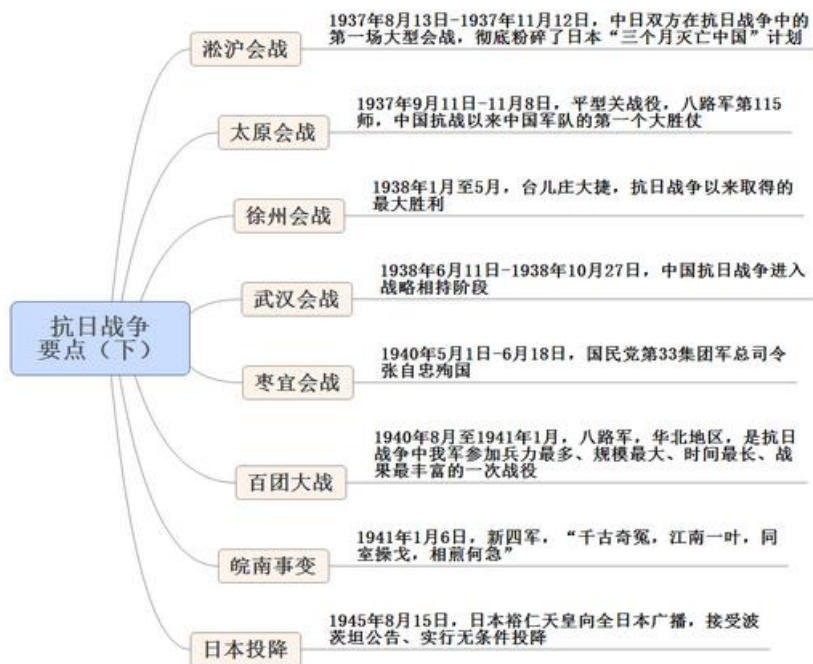 淞沪会战
1937年8月13日-1937年11月12日，中日双方在抗日战争中的
第一场大型会战，彻底粉碎了日本“三个月灭亡中国”计划
太原会战
1937年9月11日-11月8日，平型关战役，八路军第115
师，中国抗战以来中国军队的第一个大胜仗
徐州会战
1938年1月至5月，台儿庄大捷，抗日战争以来取得的
最大胜利
武汉会战
1938年6月11日-1938年10月27日，中国抗日战争进入
战略相持阶段
抗日战争
要点（下）
枣宜会战
1940年5月1日-6月18日，国民党第33集团军总司令
张自忠殉国
百团大战
1940年8月至1941年1月，八路军，华北地区，是抗日
战争中我军参加兵力最多、规模最大、时间最长、战
果最丰富的一次战役
皖南事变
1941年1月6日，新四军，“千古奇冤，江南一叶，同
室操戈，相煎何急”
日本投降
1945年8月15日，日本裕仁天皇向全日本广播，接受波
茨坦公告、实行无条件投降